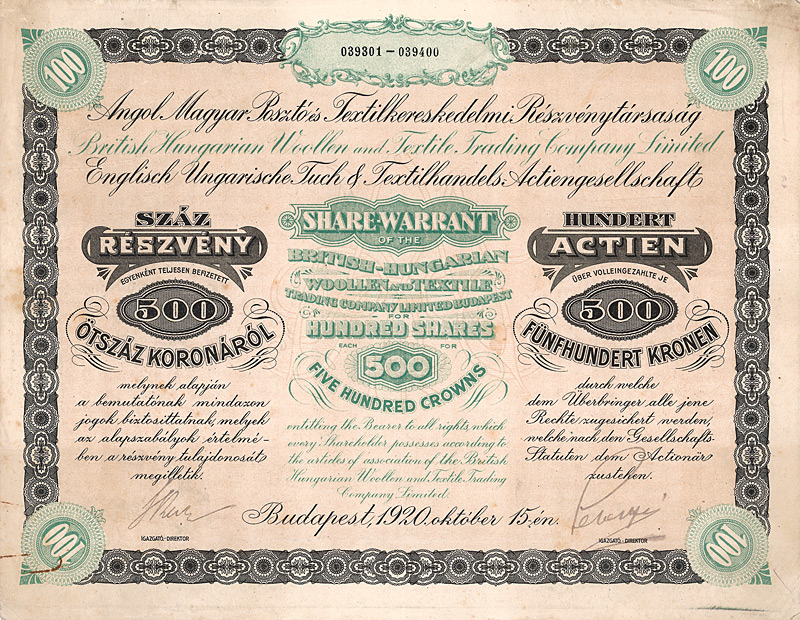 039301 — 039400
100
100
Angol Magyar Posztó és Textilkereskedelmi Részvénytársaság
British Hungarian Woollen and Textile Trading Company Limited
Englisch Ungarische Tuch & Textilhandels-Actiengesellschaft
SZÁZ
RÉSZVÉNY
EGYENKÉNT TELJESEN BEFIZETETT
500
ÖTSZÁZ KORONÁRÓL
melynek alapján
a bemutatónak mindazon
jogok biztosíttatnak, melyek
az alapszabályok értelmé-
ben a részvény tulajdonosát
megilletik.
SHARE-WARRANT
OF THE
BRITISH-HUNGARIAN
WOOLLEN AND TEXTILE
TRADING COMPANY LIMITED BUDAPEST
FOR
HUNDRED SHARES
EACH FOR
500
FIVE HUNDRED CROWNS
entitling the Bearer to all rights, which
every Shareholder possesses according to
the articles of association of the British
Hungarian Woollen and Textile Trading
Company Limited.
HUNDERT
ACTIEN
ÜBER VOLLEINGEZAHLTE JE
500
FÜNFHUNDERT KRONEN
durch welche
dem Überbringer alle jene
Rechte zugesichert werden,
welche nach den Gesellschafts-
Statuten dem Actionär
zustehen.
Budapest, 1920. október 15-én.
IGAZGATÓ-DIREKTOR
IGAZGATÓ-DIREKTOR
100
100